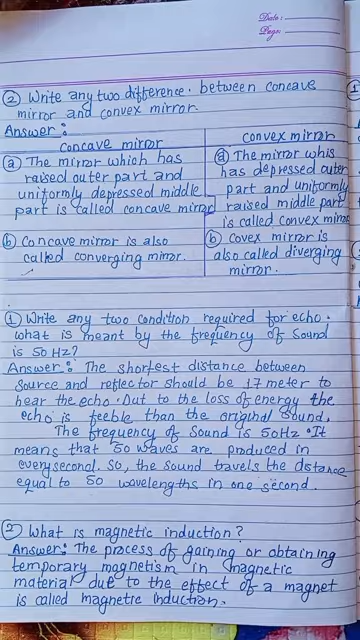 Date:
Page:
② Write any two difference. between concave
mirror and convex mirror.
Answer:
concave mirror
convex mirror
ⓐ The mirror which has
raised outer part and
uniformly depressed middle
part is called concave mirror
ⓐ The mirror whis
has depressed outer
part and uniformly
raised middle part
is called convex mirror
ⓑ Concave mirror is also
called converging mirror.
ⓑ Covex mirror is
also called diverging
mirror.
① Write any two condition required for echo.
what is meant by the frequency of Sound
is 50 Hz?
Answer: The shortest distance between
Source and reflector should be 17 meter to
hear the echo. Dut to the loss of energy the
echo is feeble than the original Sound.
The frequency of Sound is 50Hz. It
means that 50 waves are produced in
every second. So, the sound travels the distance
equal to 50 wavelengths in one second.
② What is magnetic induction?
Answer: The process of gaining or obtaining
temporary magnetism in magnetic
material due to the effect of a magnet
is called magnetic induction.